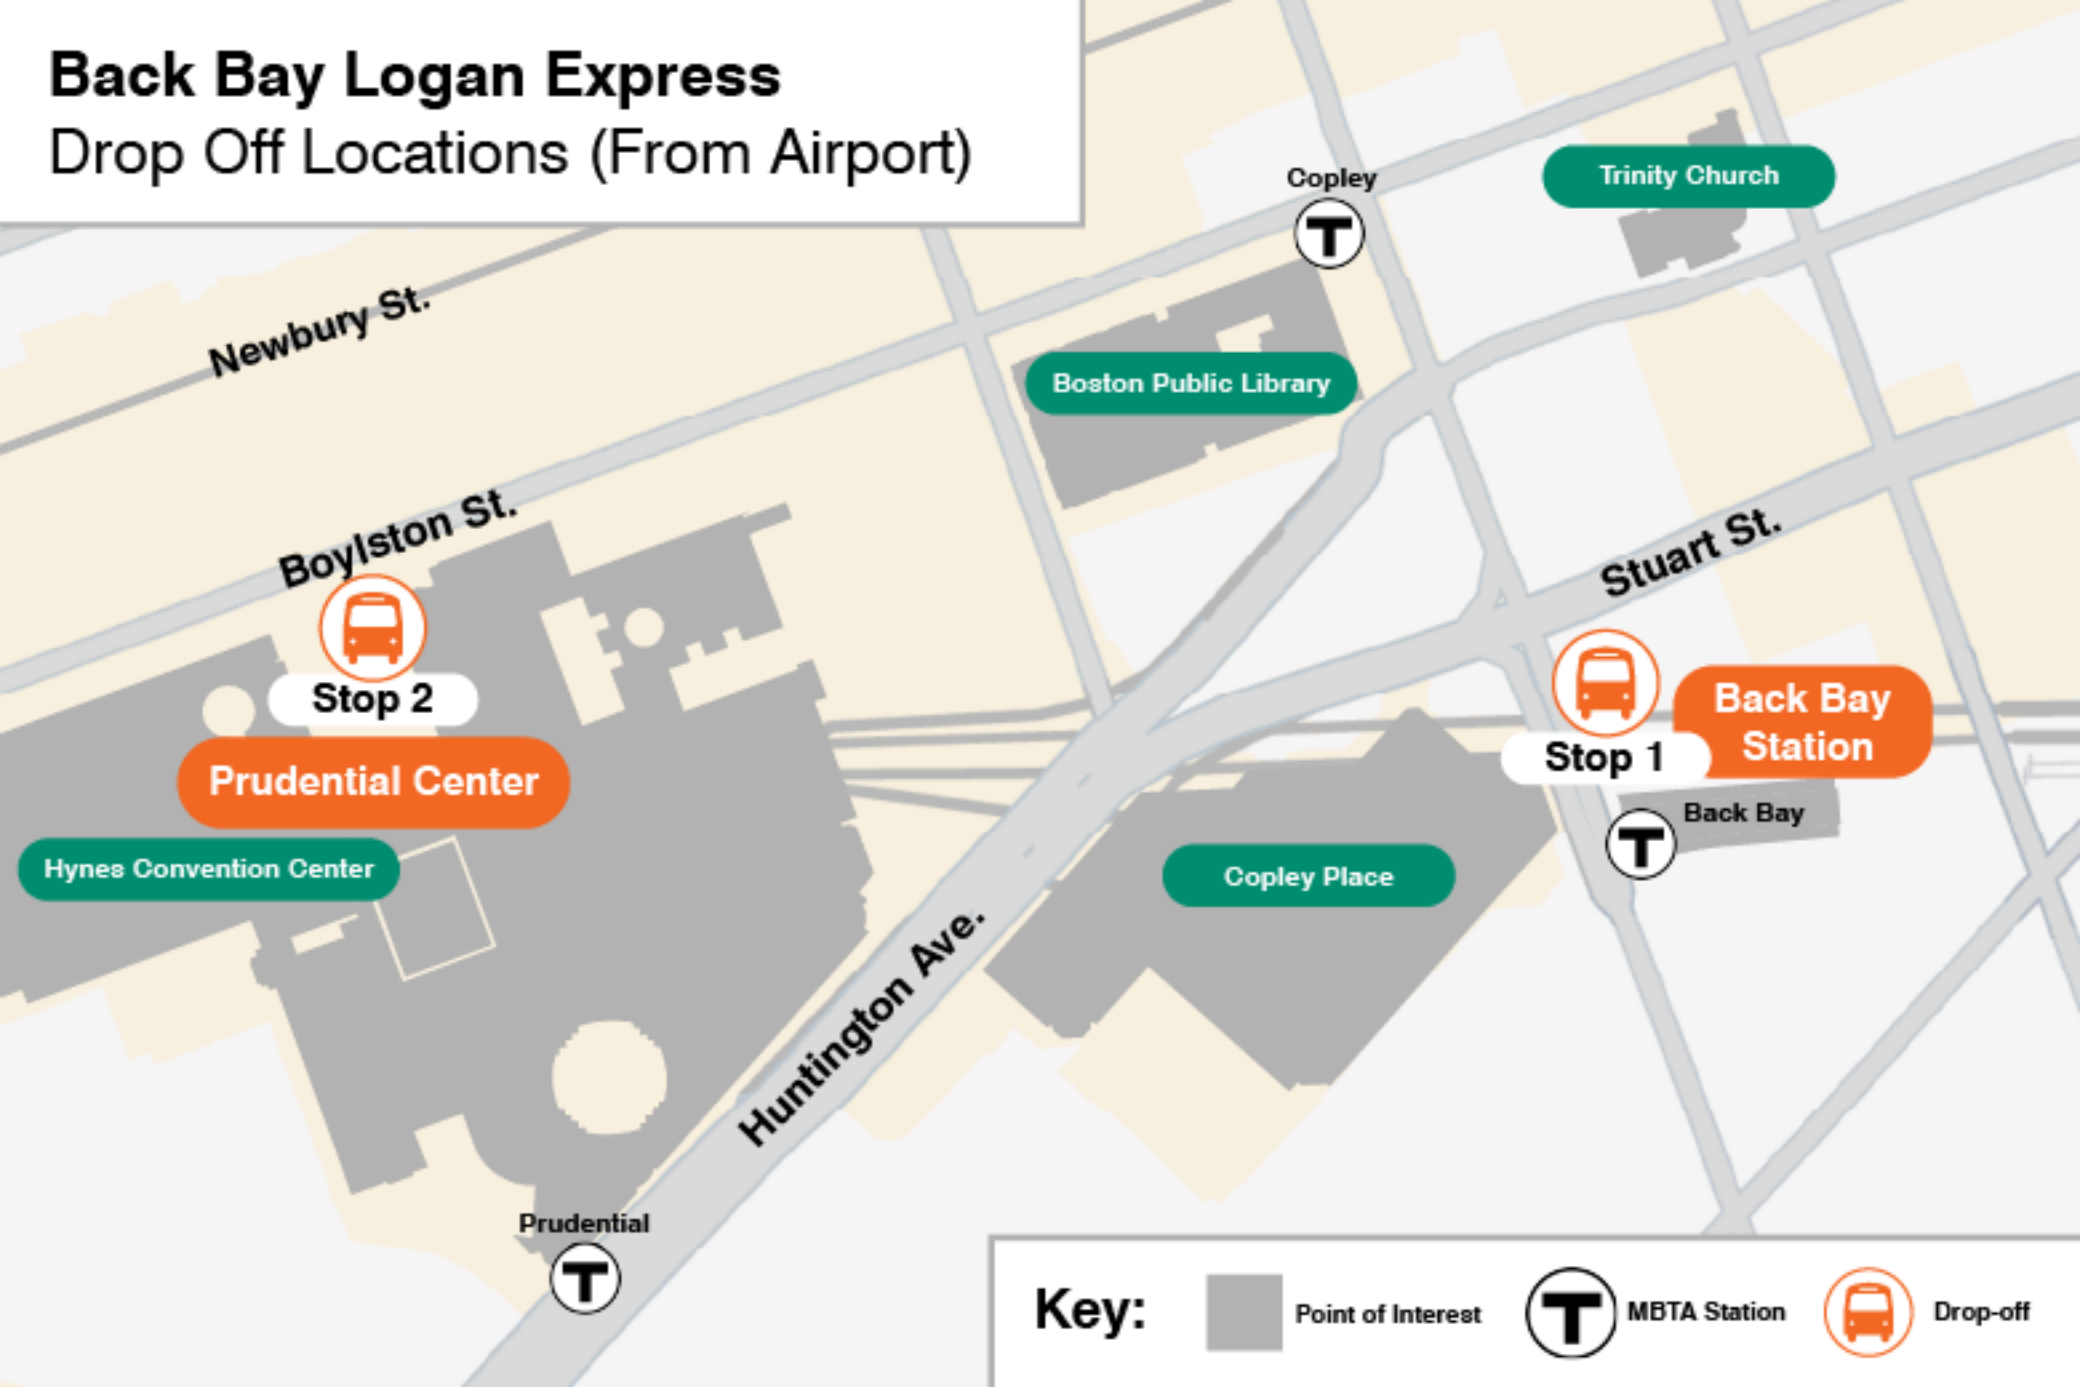 Back Bay Logan Express
Drop Off Locations (From Airport)
Copley
T
Trinity Church
Newbury St.
Boston Public Library
Boylston St.
Stuart St.
Stop 2
Back Bay
Station
Stop 1
Prudential Center
Back Bay
T
Hynes Convention Center
Copley Place
Huntington Ave.
Prudential
T
Key:
Point of Interest
T
MBTA Station
Drop-off